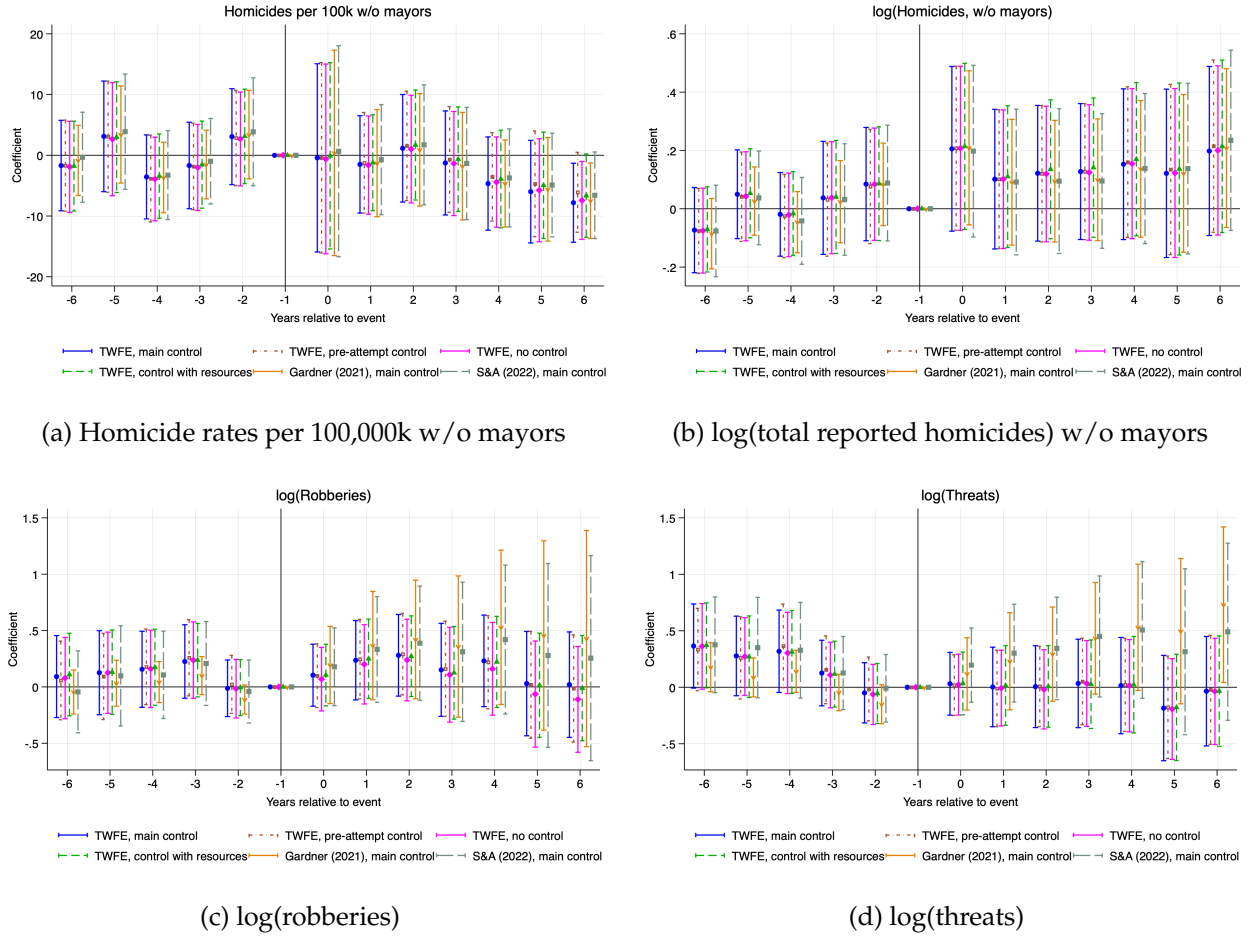 Homicides per 100k w/o mayors
20
10
0
-10
-20
Coefficient
-6 -5 -4 -3 -2 -1 0 1 2 3 4 5 6
Years relative to event
TWFE, main control TWFE, pre-attempt control TWFE, no control
TWFE, control with resources Gardner (2021), main control S&A (2022), main control
(a) Homicide rates per 100,000k w/o mayors
log(Homicides, w/o mayors)
.6
.4
.2
0
-.2
Coefficient
-6 -5 -4 -3 -2 -1 0 1 2 3 4 5 6
Years relative to event
TWFE, main control TWFE, pre-attempt control TWFE, no control
TWFE, control with resources Gardner (2021), main control S&A (2022), main control
(b) log(total reported homicides) w/o mayors
log(Robberies)
1.5
1
.5
0
-.5
Coefficient
-6 -5 -4 -3 -2 -1 0 1 2 3 4 5 6
Years relative to event
TWFE, main control TWFE, pre-attempt control TWFE, no control
TWFE, control with resources Gardner (2021), main control S&A (2022), main control
(c) log(robberies)
log(Threats)
1.5
1
.5
0
-.5
Coefficient
-6 -5 -4 -3 -2 -1 0 1 2 3 4 5 6
Years relative to event
TWFE, main control TWFE, pre-attempt control TWFE, no control
TWFE, control with resources Gardner (2021), main control S&A (2022), main control
(d) log(threats)